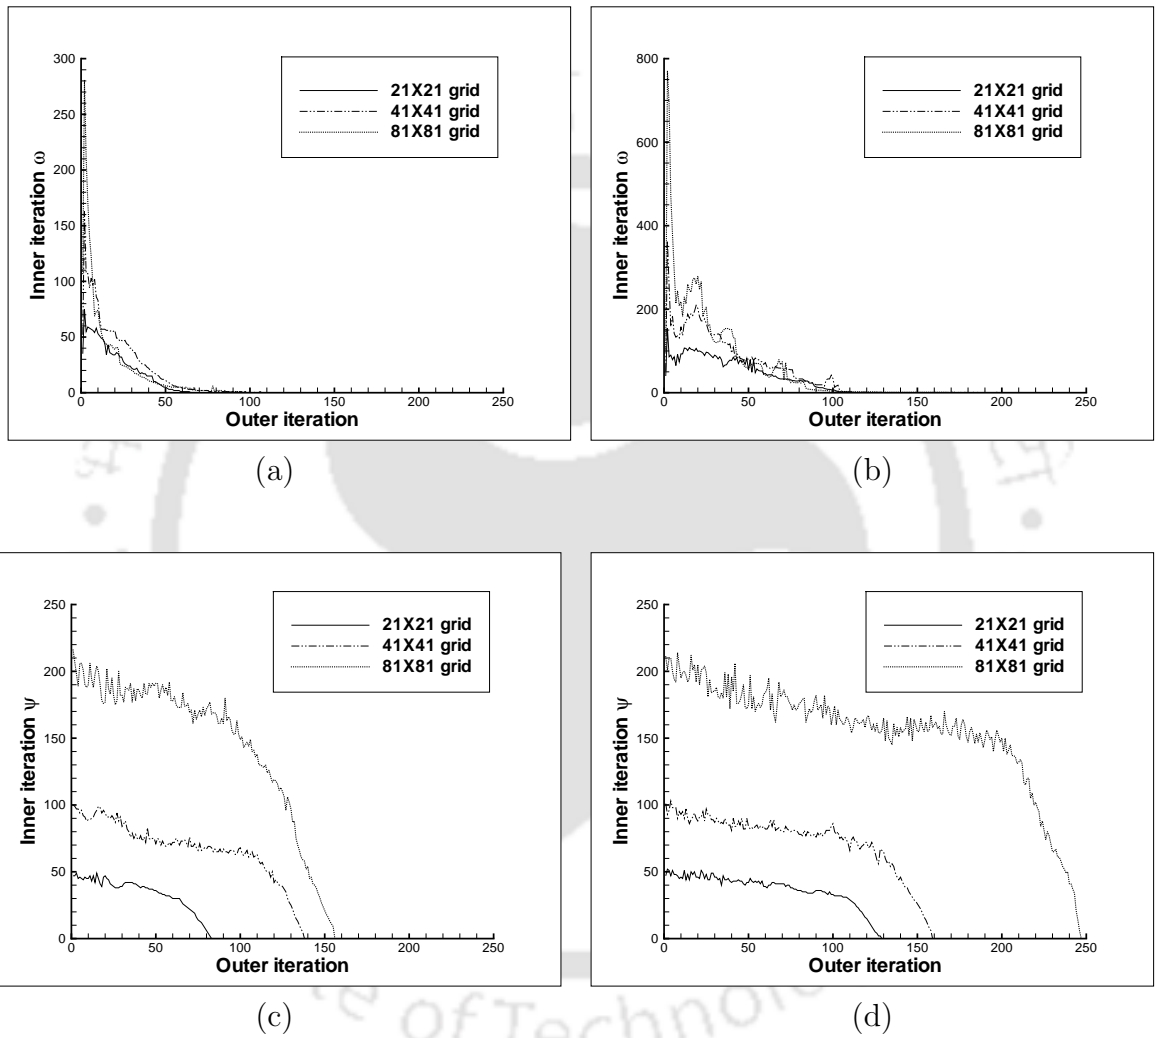 300
250
200
150
100
50
0
Inner iteration ω
0 50 100 150 200 250
Outer iteration
21X21 grid
41X41 grid
81X81 grid
(a)
800
600
400
200
0
Inner iteration ω
0 50 100 150 200 250
Outer iteration
21X21 grid
41X41 grid
81X81 grid
(b)
250
200
150
100
50
0
Inner iteration ψ
0 50 100 150 200 250
Outer iteration
21X21 grid
41X41 grid
81X81 grid
(c)
250
200
150
100
50
0
Inner iteration ψ
0 50 100 150 200 250
Outer iteration
21X21 grid
41X41 grid
81X81 grid
(d)
of Techno